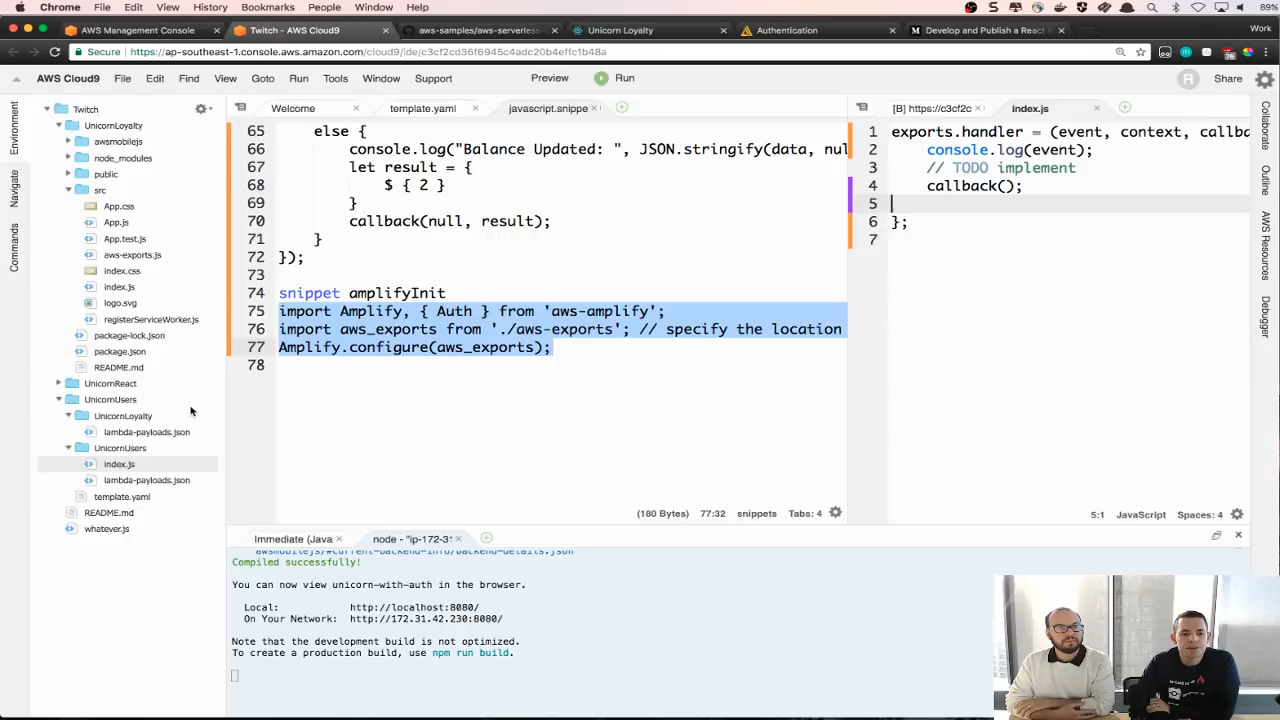 Chrome File Edit View History Bookmarks People Window Help 89%
AWS Management Console Twitch - AWS Cloud9 aws-samples/aws-serverless- Unicorn Loyalty Authentication Develop and Publish a React Work
Secure https://ap-southeast-1.console.aws.amazon.com/cloud9/ide/c3cf2cd36f6945c4adc20b4effc1b48a
AWS Cloud9 File Edit Find View Goto Run Tools Window Support Preview Run Share
R
Environment
Navigate
Commands
Twitch
UnicornLoyalty
awsmobilejs
node_modules
public
src
App.css
App.js
App.test.js
aws-exports.js
index.css
index.js
logo.svg
registerServiceWorker.js
package-lock.json
package.json
README.md
UnicornReact
UnicornUsers
UnicornLoyalty
lambda-payloads.json
UnicornUsers
index.js
lambda-payloads.json
template.yaml
README.md
whatever.js
Welcome template.yaml javascript.snippe
65 else {
66 console.log("Balance Updated: ", JSON.stringify(data, nul
67 let result = {
68 $ { 2 }
69 }
70 callback(null, result);
71 }
72 });
73
74 snippet amplifyInit
75 import Amplify, { Auth } from 'aws-amplify';
76 import aws_exports from './aws-exports'; // specify the location
77 Amplify.configure(aws_exports);
78
(180 Bytes) 77:32 snippets Tabs: 4
[B] https://c3cf2c index.js
1 exports.handler = (event, context, callba
2 console.log(event);
3 // TODO implement
4 callback();
5
6 };
7
5:1 JavaScript Spaces: 4
Collaborate
Outline
AWS Resources
Debugger
Immediate (Java node - "ip-172-31
awsmobilejs/#current-backend-info/backend-details.json
Compiled successfully!
You can now view unicorn-with-auth in the browser.
Local: http://localhost:8080/
On Your Network: http://172.31.42.230:8080/
Note that the development build is not optimized.
To create a production build, use npm run build.